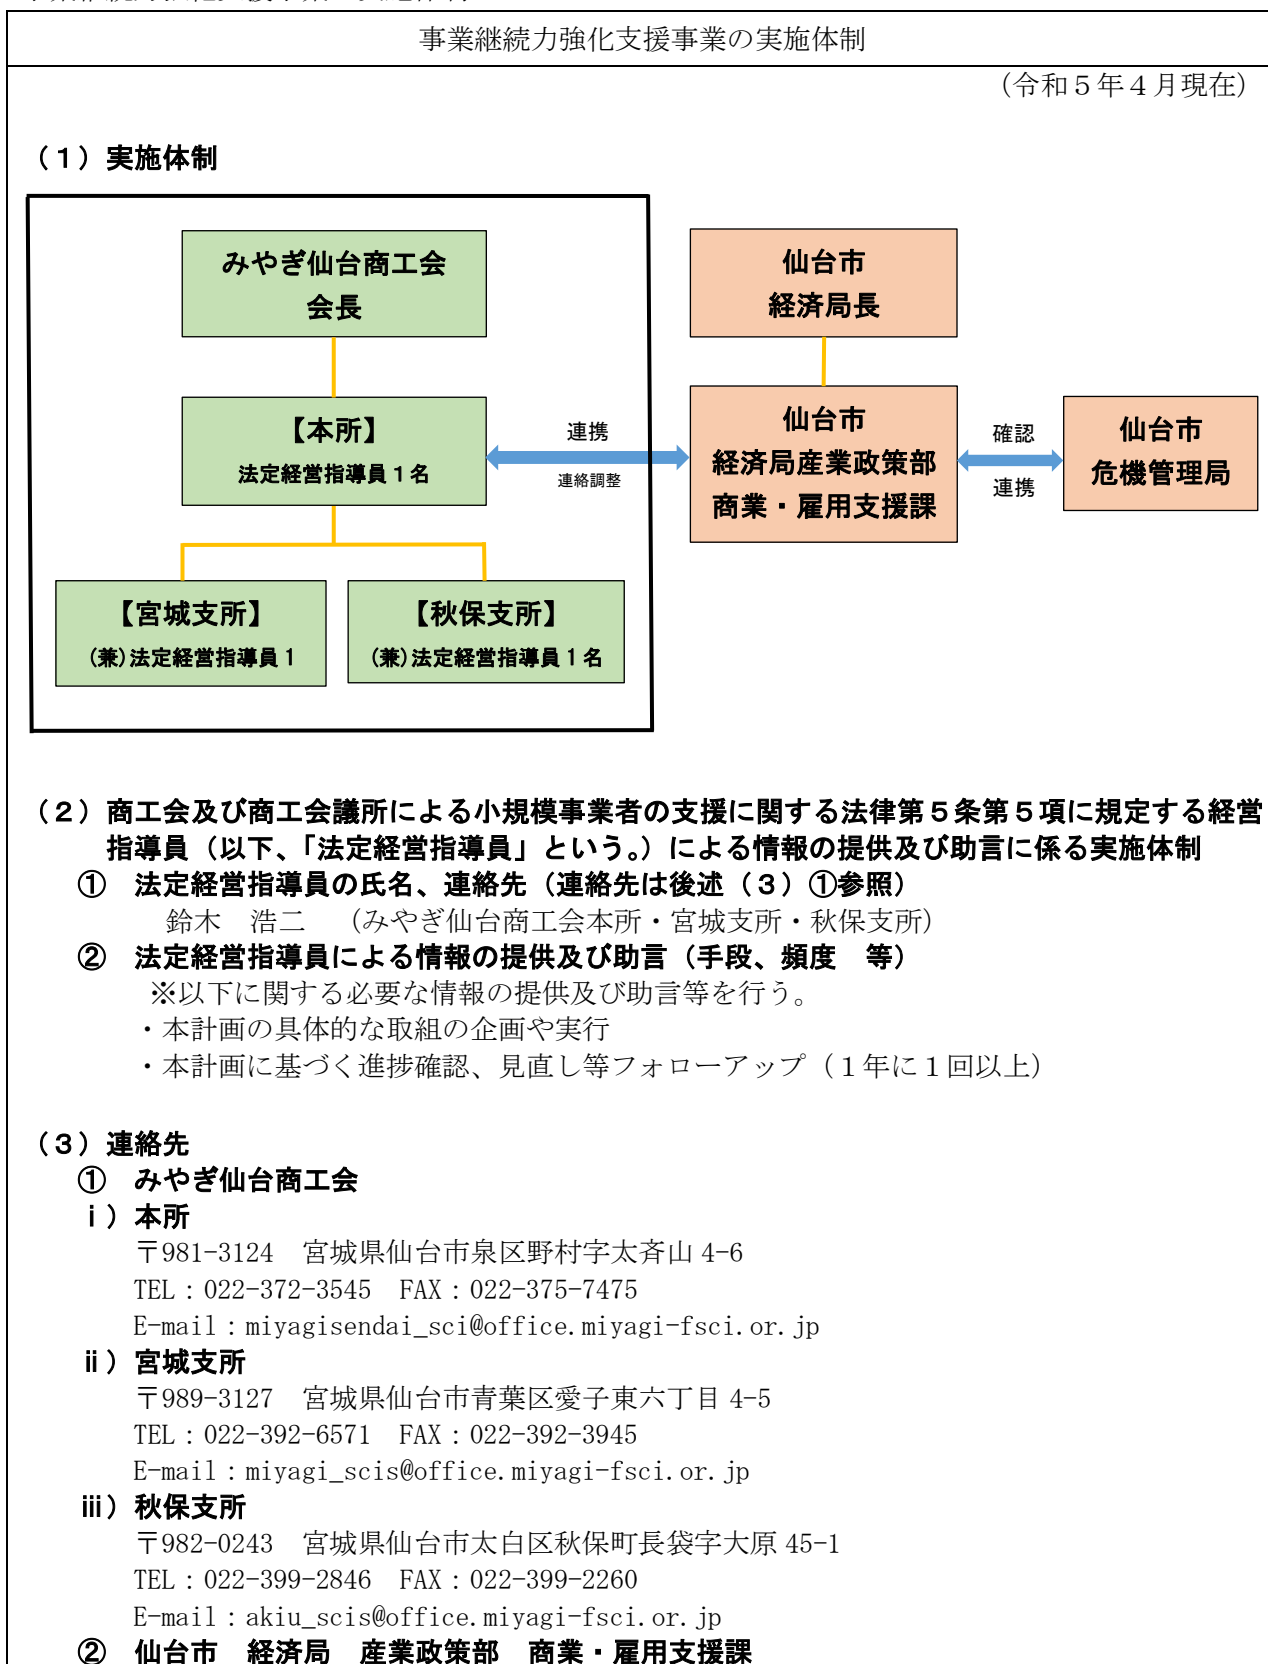 事業継続力強化支援事業の実施体制
（令和５年４月現在）
（１）実施体制
みやぎ仙台商工会
会長
仙台市
経済局長
【本所】
法定経営指導員１名
連携
連絡調整
仙台市
経済局産業政策部
商業・雇用支援課
確認
連携
仙台市
危機管理局
【宮城支所】
(兼)法定経営指導員１
【秋保支所】
(兼)法定経営指導員１名
（２）商工会及び商工会議所による小規模事業者の支援に関する法律第５条第５項に規定する経営
指導員（以下、「法定経営指導員」という。）による情報の提供及び助言に係る実施体制
① 法定経営指導員の氏名、連絡先（連絡先は後述（３）①参照）
鈴木　浩二　（みやぎ仙台商工会本所・宮城支所・秋保支所）
② 法定経営指導員による情報の提供及び助言（手段、頻度　等）
※以下に関する必要な情報の提供及び助言等を行う。
・本計画の具体的な取組の企画や実行
・本計画に基づく進捗確認、見直し等フォローアップ（１年に１回以上）
（３）連絡先
① みやぎ仙台商工会
ⅰ）本所
〒981-3124　宮城県仙台市泉区野村字太斉山 4-6
TEL：022-372-3545　FAX：022-375-7475
E-mail：miyagisendai_sci@office.miyagi-fsci.or.jp
ⅱ）宮城支所
〒989-3127　宮城県仙台市青葉区愛子東六丁目 4-5
TEL：022-392-6571　FAX：022-392-3945
E-mail：miyagi_scis@office.miyagi-fsci.or.jp
ⅲ）秋保支所
〒982-0243　宮城県仙台市太白区秋保町長袋字大原 45-1
TEL：022-399-2846　FAX：022-399-2260
E-mail：akiu_scis@office.miyagi-fsci.or.jp
② 仙台市　経済局　産業政策部　商業・雇用支援課